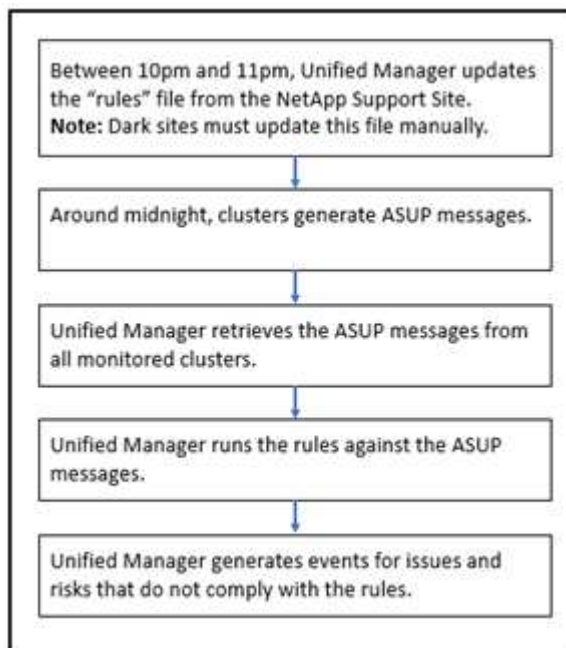 Between 10pm and 11pm, Unified Manager updates
the “rules” file from the NetApp Support Site.
Note: Dark sites must update this file manually.
Around midnight, clusters generate ASUP messages.
Unified Manager retrieves the ASUP messages from
all monitored clusters.
Unified Manager runs the rules against the ASUP
messages.
Unified Manager generates events for issues and
risks that do not comply with the rules.